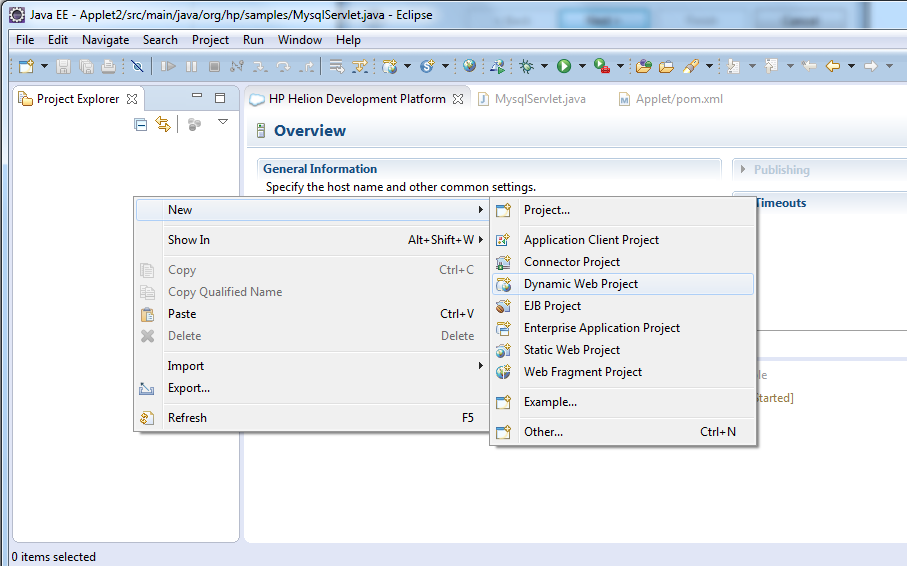 Java EE - Applet2/src/main/java/org/hp/samples/MysqlServlet.java - Eclipse
File Edit Navigate Search Project Run Window Help
Project Explorer
HP Helion Development Platform
MysqlServlet.java
Applet/pom.xml
Overview
General Information
Publishing
Specify the host name and other common settings.
Timeouts
New
Show In Alt+Shift+W
Copy Ctrl+C
Copy Qualified Name
Paste Ctrl+V
Delete Delete
Import
Export...
Refresh F5
Project...
Application Client Project
Connector Project
Dynamic Web Project
EJB Project
Enterprise Application Project
Static Web Project
Web Fragment Project
Example...
Other... Ctrl+N
Started]
0 items selected